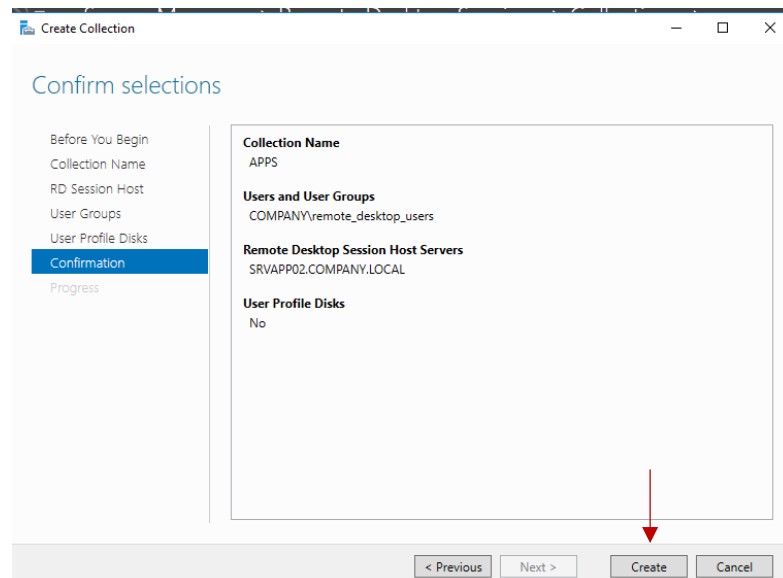 Create Collection
Confirm selections
Before You Begin
Collection Name
RD Session Host
User Groups
User Profile Disks
Confirmation
Progress
Collection Name
APPS
Users and User Groups
COMPANY\remote_desktop_users
Remote Desktop Session Host Servers
SRVAPP02.COMPANY.LOCAL
User Profile Disks
No
< Previous
Next >
Create
Cancel